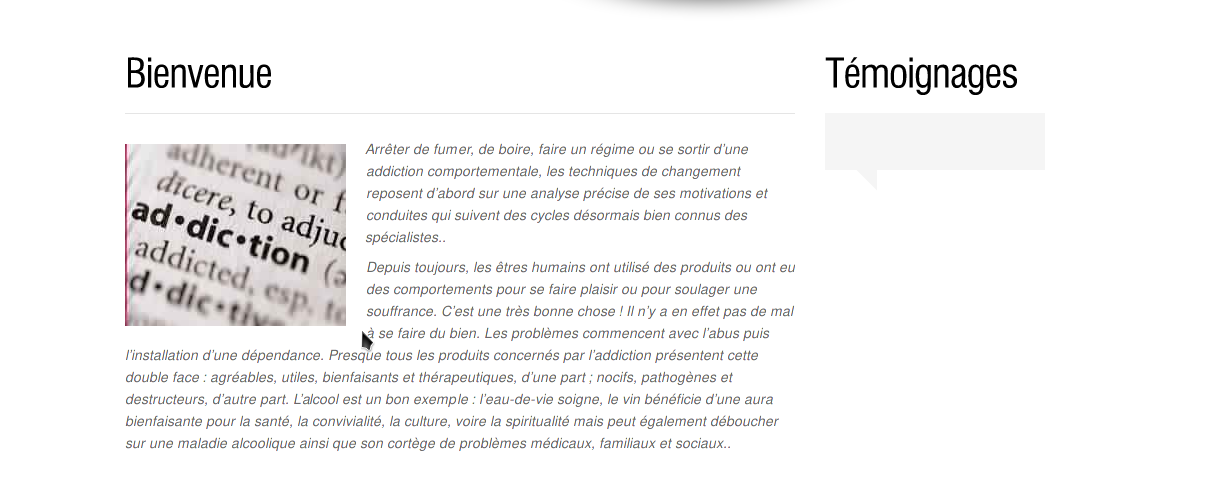 Bienvenue
Témoignages
(ad′ikt)
adherent or f
dicere, to adju
ad•dic•tion (ə
addicted, esp. to
d•dic•tive
Arrêter de fumer, de boire, faire un régime ou se sortir d’une
addiction comportementale, les techniques de changement
reposent d’abord sur une analyse précise de ses motivations et
conduites qui suivent des cycles désormais bien connus des
spécialistes..
Depuis toujours, les êtres humains ont utilisé des produits ou ont eu
des comportements pour se faire plaisir ou pour soulager une
souffrance. C’est une très bonne chose ! Il n’y a en effet pas de mal
à se faire du bien. Les problèmes commencent avec l’abus puis
l’installation d’une dépendance. Presque tous les produits concernés par l’addiction présentent cette
double face : agréables, utiles, bienfaisants et thérapeutiques, d’une part ; nocifs, pathogènes et
destructeurs, d’autre part. L’alcool est un bon exemple : l’eau-de-vie soigne, le vin bénéficie d’une aura
bienfaisante pour la santé, la convivialité, la culture, voire la spiritualité mais peut également déboucher
sur une maladie alcoolique ainsi que son cortège de problèmes médicaux, familiaux et sociaux..